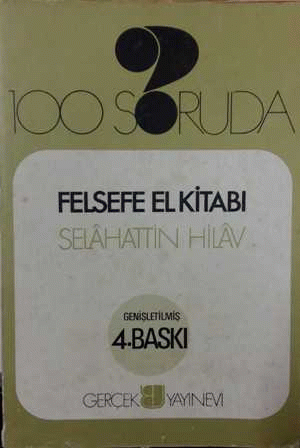 100 SORUDA
FELSEFE EL KİTABI
SELÂHATTİN HİLÂV
GENİŞLETİLMİŞ
4.BASKI
GERÇEK YAYINEVİ